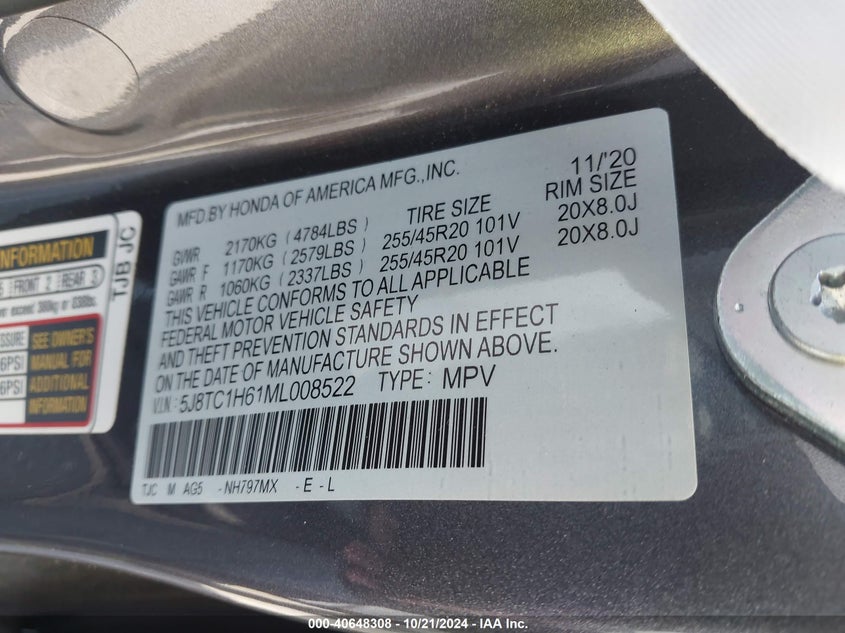 MFD.BY HONDA OF AMERICA MFG.,INC. 11/'20
TIRE SIZE RIM SIZE
GVWR 2170KG (4784LBS)
GAWR F 1170KG (2579LBS) 255/45R20 101V 20X8.0J
GAWR R 1060KG (2337LBS) 255/45R20 101V 20X8.0J
THIS VEHICLE CONFORMS TO ALL APPLICABLE
FEDERAL MOTOR VEHICLE SAFETY
AND THEFT PREVENTION STANDARDS IN EFFECT
ON THE DATE OF MANUFACTURE SHOWN ABOVE.
V.I.N.: 5J8TC1H61ML008522 TYPE: MPV
TJC M AG5 -NH797MX -E-L
INFORMATION
FRONT 2 REAR 3
TJB JC
SEE OWNER'S
MANUAL FOR
ADDITIONAL
INFORMATION
000-40648308 - 10/21/2024 - IAA Inc.